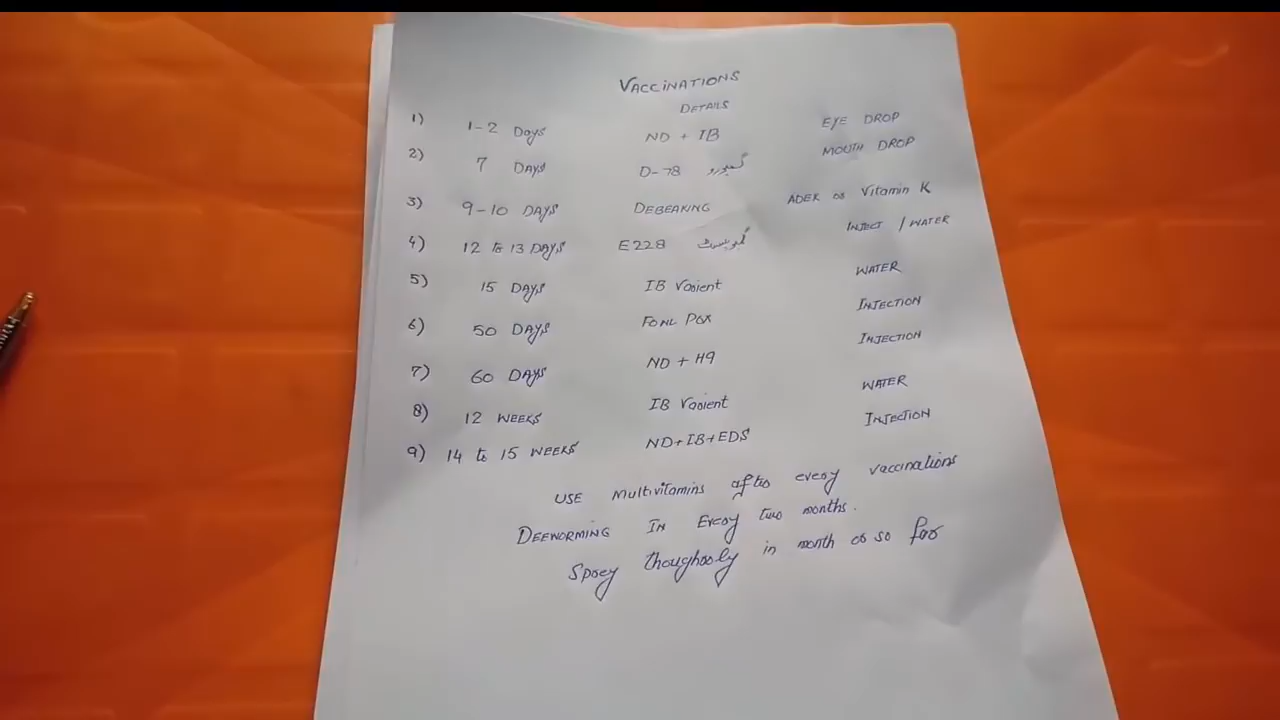 VACCINATIONS
DETAILS
1) 1-2 Days ND + IB EYE DROP
2) 7 DAYS D-78 گمبورو MOUTH DROP
3) 9-10 DAYS DEBEAKING ADEK or Vitamin K
4) 12 to 13 DAYS E228 INJECT / WATER
5) 15 DAYS IB Varient WATER
6) 50 DAYS FOWL POX INJECTION
7) 60 DAYS ND + H9 INJECTION
8) 12 WEEKS IB Varient WATER
9) 14 to 15 WEEKS ND+IB+EDS INJECTION
USE Multivitamins after every vaccinations
DEEWORMING IN Every two months.
Sprey thoughroly in month or so for